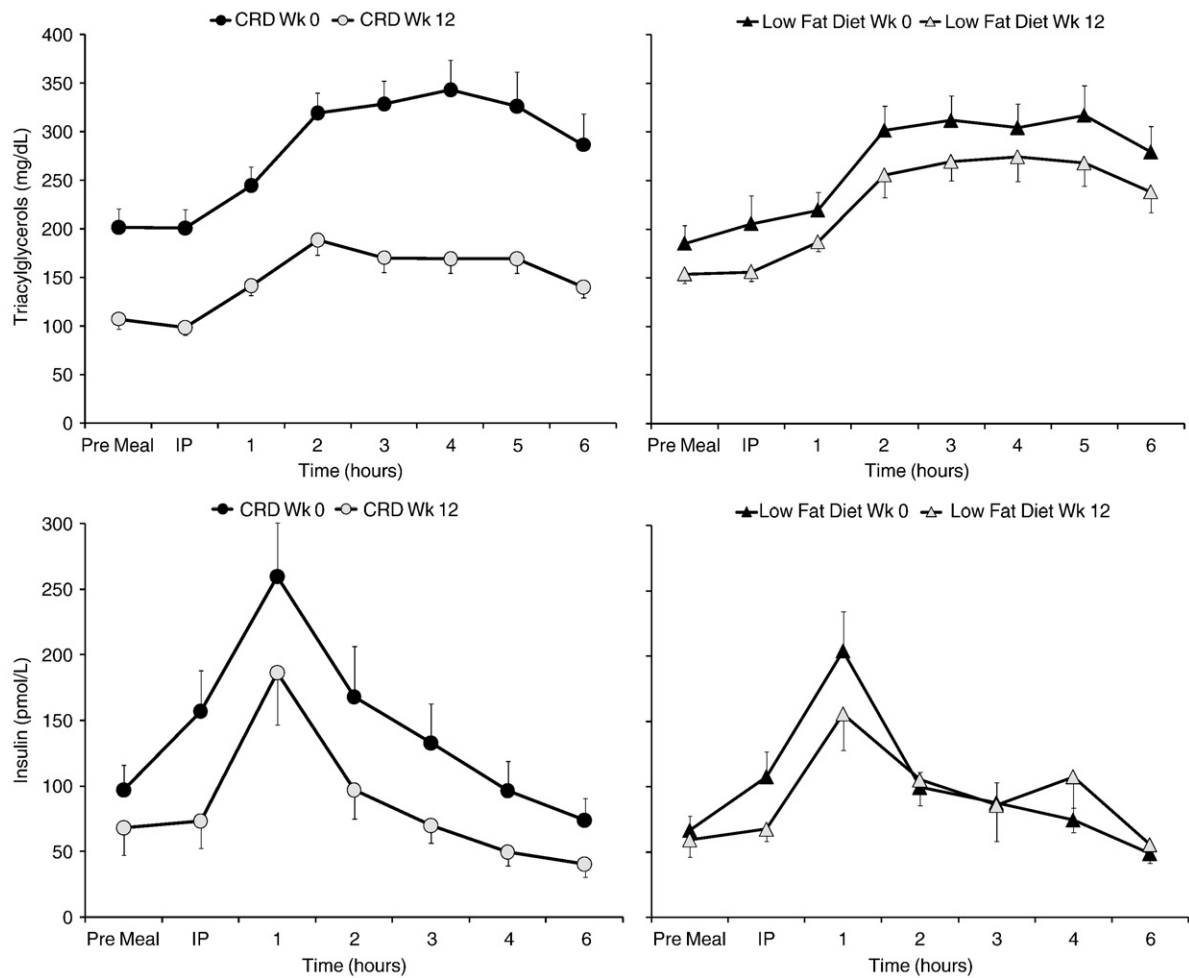 CRD Wk 0 CRD Wk 12
Low Fat Diet Wk 0 Low Fat Diet Wk 12
Triacylglycerols (mg/dL)
400
350
300
250
200
150
100
50
0
Pre Meal IP 1 2 3 4 5 6
Time (hours)
Pre Meal IP 1 2 3 4 5 6
Time (hours)
CRD Wk 0 CRD Wk 12
Low Fat Diet Wk 0 Low Fat Diet Wk 12
Insulin (pmol/L)
300
250
200
150
100
50
0
Pre Meal IP 1 2 3 4 6
Time (hours)
Pre Meal IP 1 2 3 4 6
Time (hours)